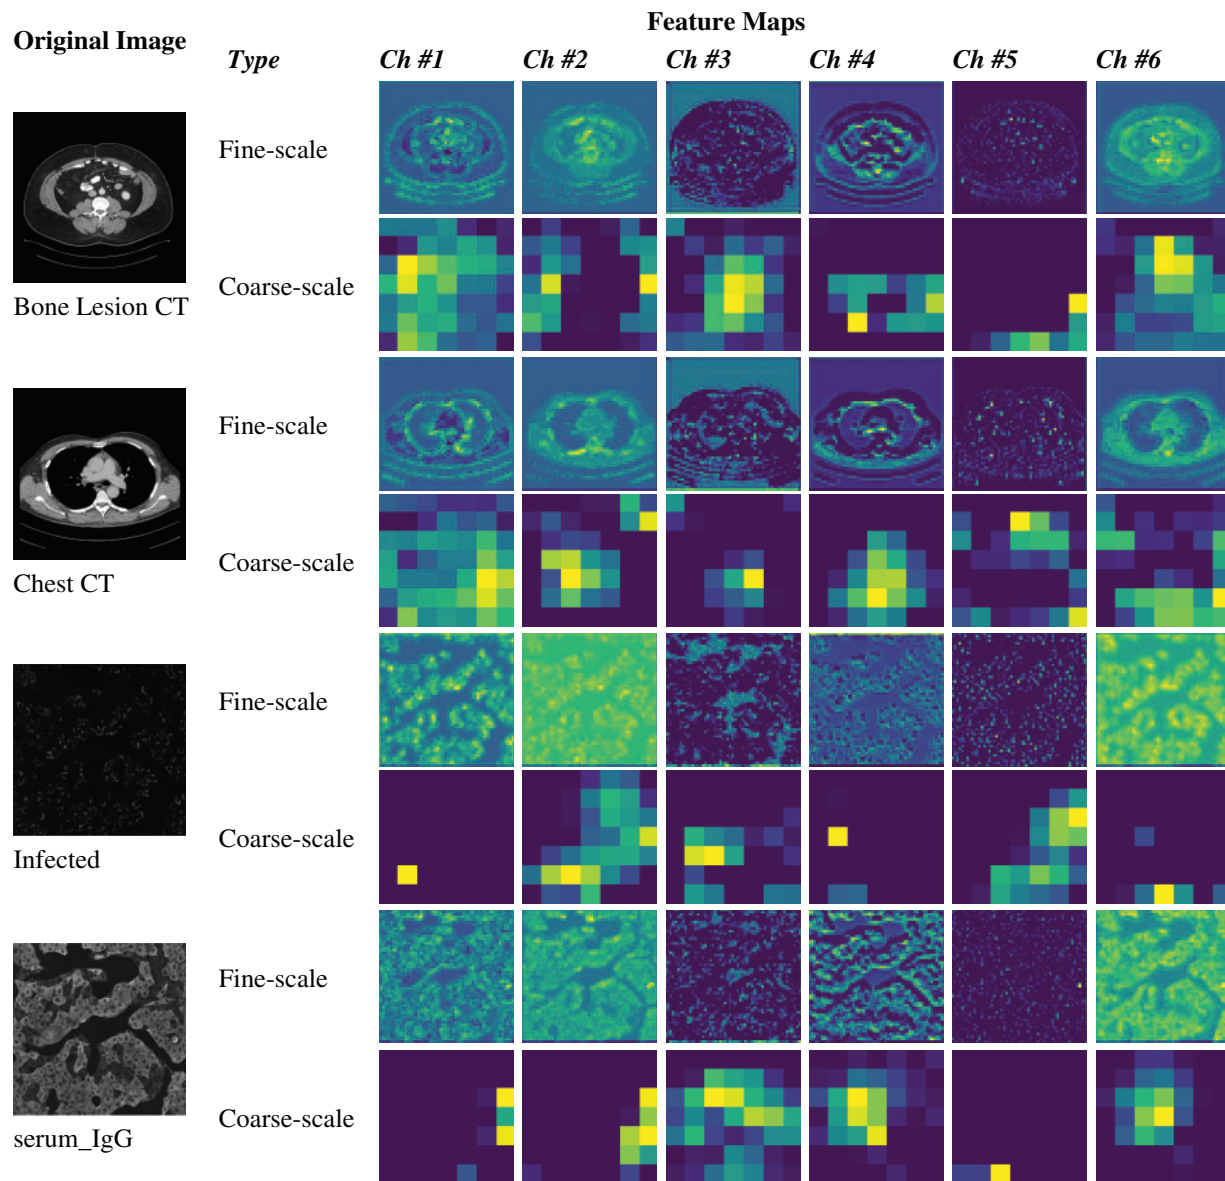 Feature Maps
Original Image
Type Ch #1 Ch #2 Ch #3 Ch #4 Ch #5 Ch #6
Fine-scale
Coarse-scale
Bone Lesion CT
Fine-scale
Coarse-scale
Chest CT
Fine-scale
Coarse-scale
Infected
Fine-scale
Coarse-scale
serum_IgG